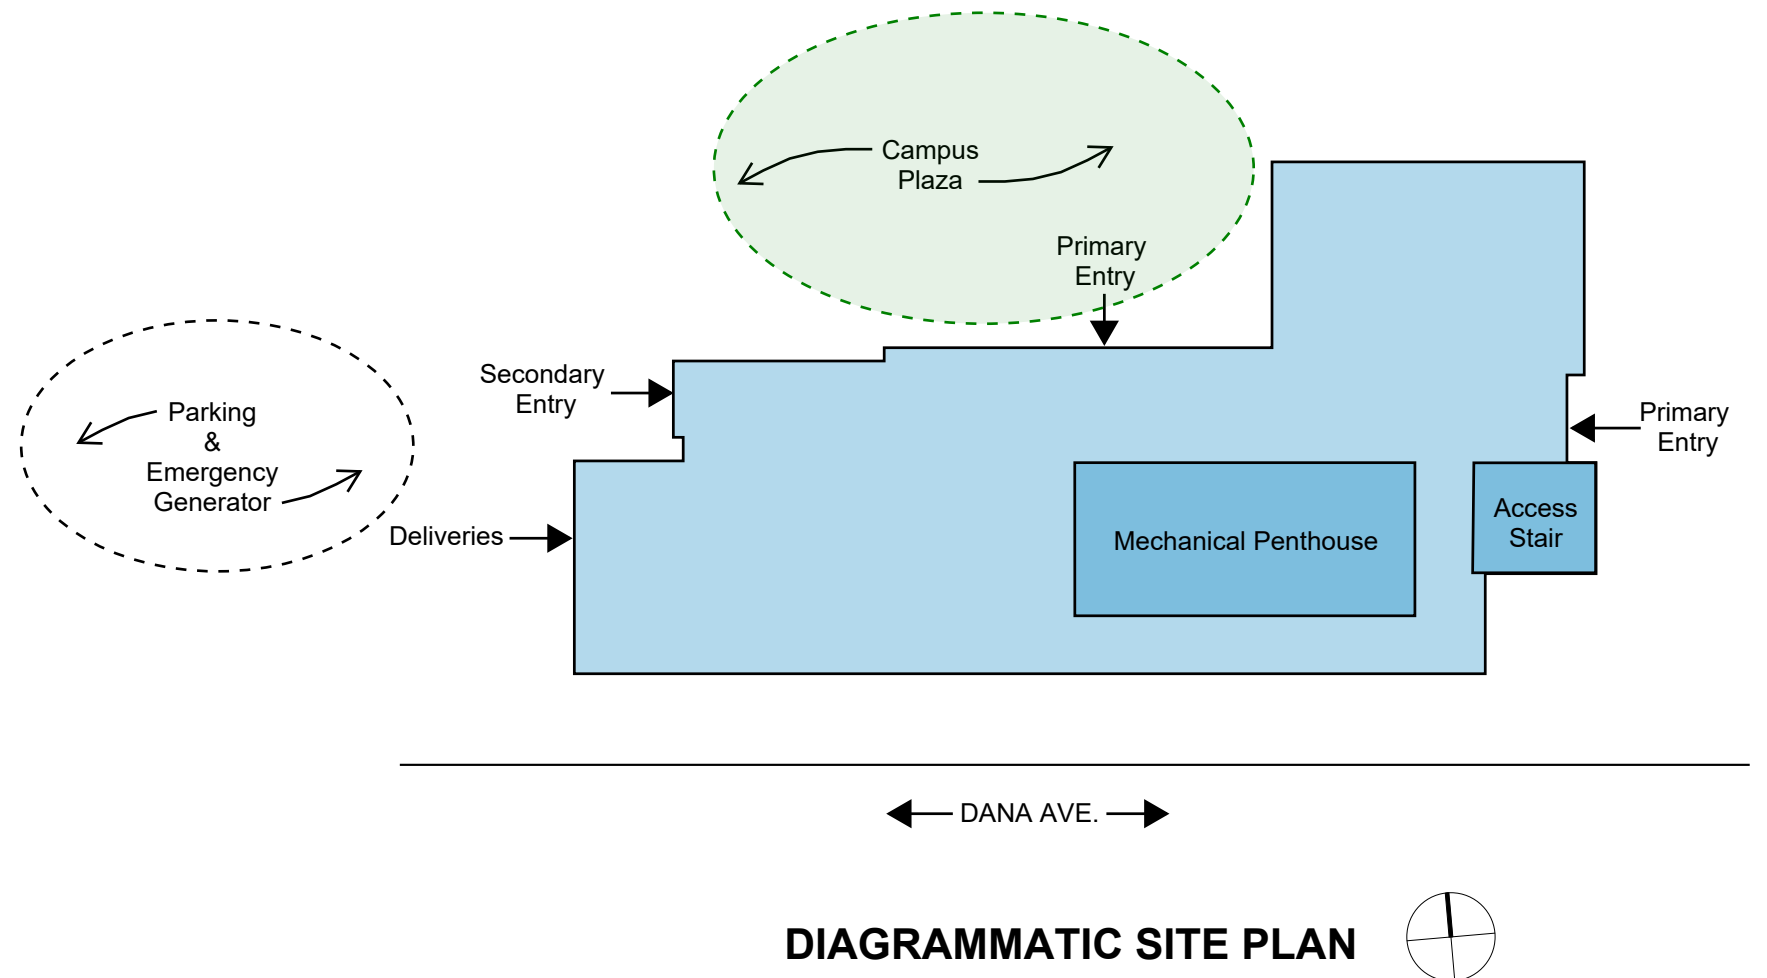 Campus
Plaza
Primary
Entry
Secondary
Entry
Parking
&
Emergency
Generator
Primary
Entry
Deliveries
Mechanical Penthouse
Access
Stair
DANA AVE.
DIAGRAMMATIC SITE PLAN